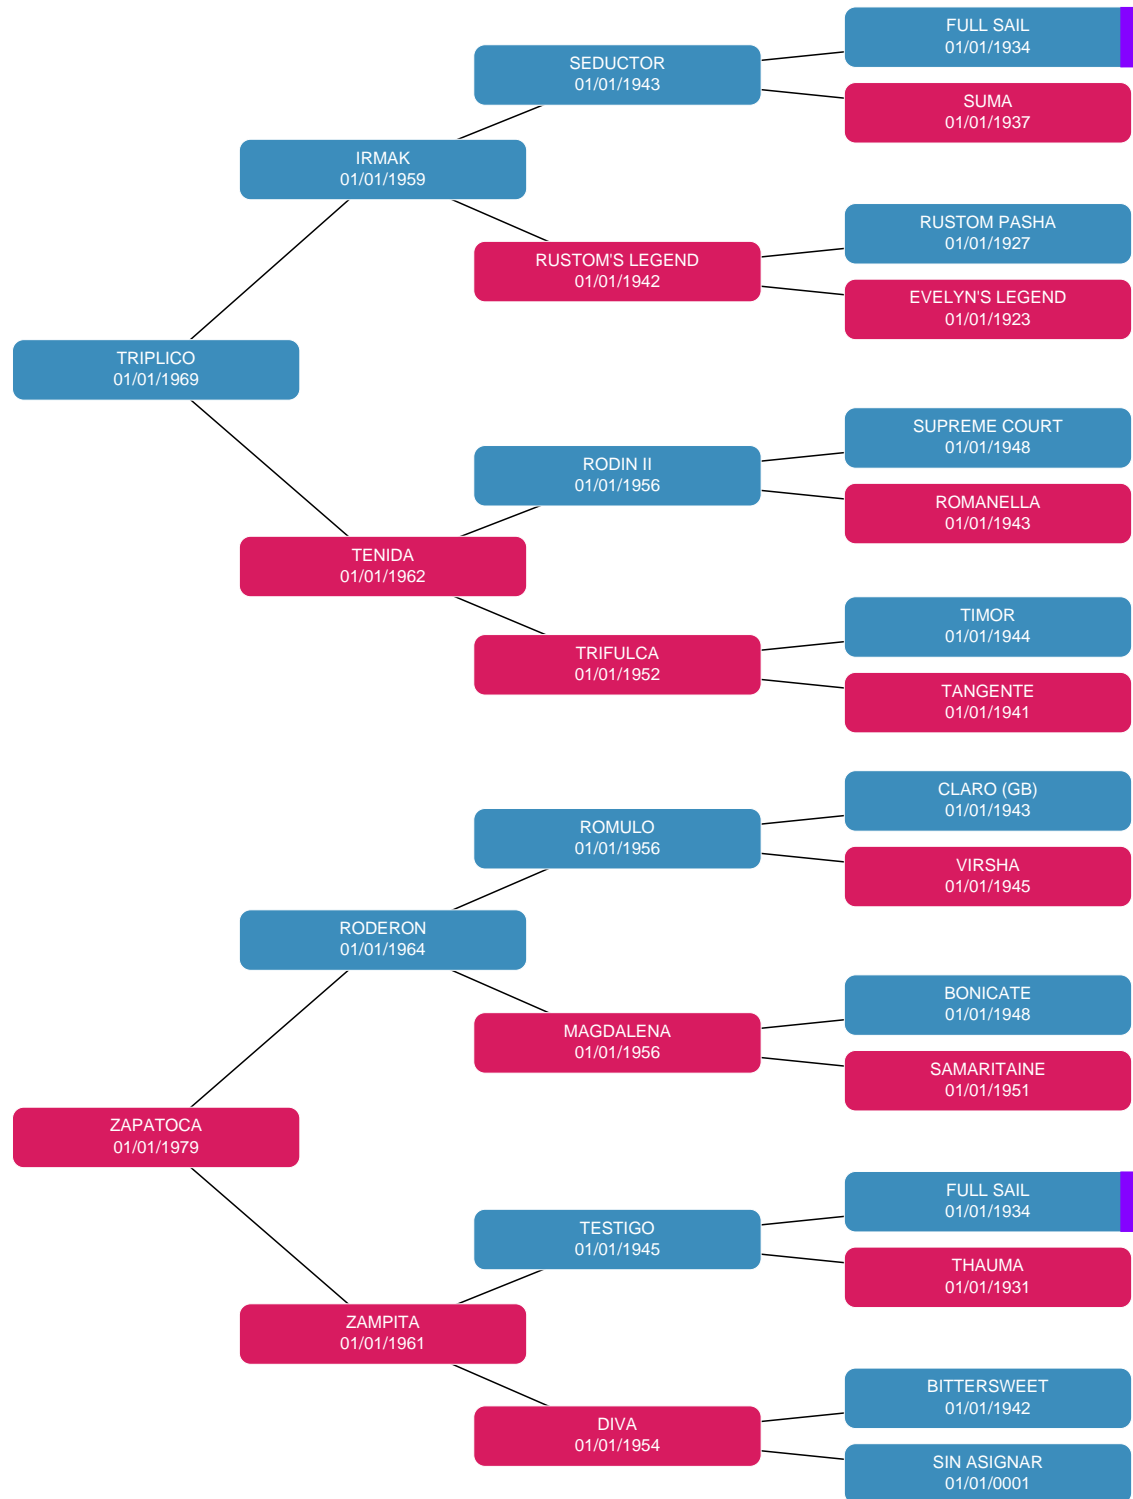 FULL SAIL
01/01/1934
SEDUCTOR
01/01/1943
SUMA
01/01/1937
IRMAK
01/01/1959
RUSTOM PASHA
01/01/1927
RUSTOM'S LEGEND
01/01/1942
EVELYN'S LEGEND
01/01/1923
TRIPLICO
01/01/1969
SUPREME COURT
01/01/1948
RODIN II
01/01/1956
ROMANELLA
01/01/1943
TENIDA
01/01/1962
TIMOR
01/01/1944
TRIFULCA
01/01/1952
TANGENTE
01/01/1941
CLARO (GB)
01/01/1943
ROMULO
01/01/1956
VIRSHA
01/01/1945
RODERON
01/01/1964
BONICATE
01/01/1948
MAGDALENA
01/01/1956
SAMARITAINE
01/01/1951
ZAPATOCA
01/01/1979
FULL SAIL
01/01/1934
TESTIGO
01/01/1945
THAUMA
01/01/1931
ZAMPITA
01/01/1961
BITTERSWEET
01/01/1942
DIVA
01/01/1954
SIN ASIGNAR
01/01/0001